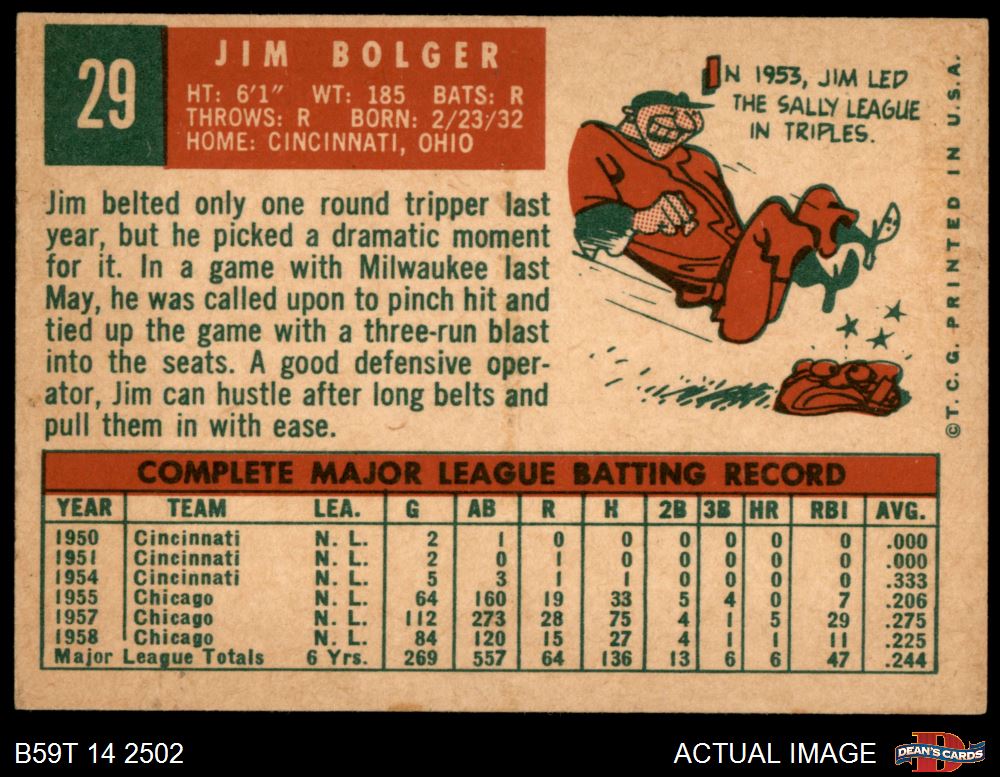 29
JIM BOLGER
HT: 6'1" WT: 185 BATS: R
THROWS: R BORN: 2/23/32
HOME: CINCINNATI, OHIO
IN 1953, JIM LED
THE SALLY LEAGUE
IN TRIPLES.
Jim belted only one round tripper last
year, but he picked a dramatic moment
for it. In a game with Milwaukee last
May, he was called upon to pinch hit and
tied up the game with a three-run blast
into the seats. A good defensive oper-
ator, Jim can hustle after long belts and
pull them in with ease.
©T. C. G. PRINTED IN U.S.A.
COMPLETE MAJOR LEAGUE BATTING RECORD
YEAR TEAM LEA. G AB R H 2B 3B HR RBI AVG.
1950 Cincinnati N. L. 2 1 0 0 0 0 0 0 .000
1951 Cincinnati N. L. 2 0 1 0 0 0 0 0 .000
1954 Cincinnati N. L. 5 3 1 1 0 0 0 0 .333
1955 Chicago N. L. 64 160 19 33 5 4 0 7 .206
1957 Chicago N. L. 112 273 28 75 4 1 5 29 .275
1958 Chicago N. L. 84 120 15 27 4 1 1 11 .225
Major League Totals 6 Yrs. 269 557 64 136 13 6 6 47 .244
B59T 14 2502
ACTUAL IMAGE
DEAN'S CARDS